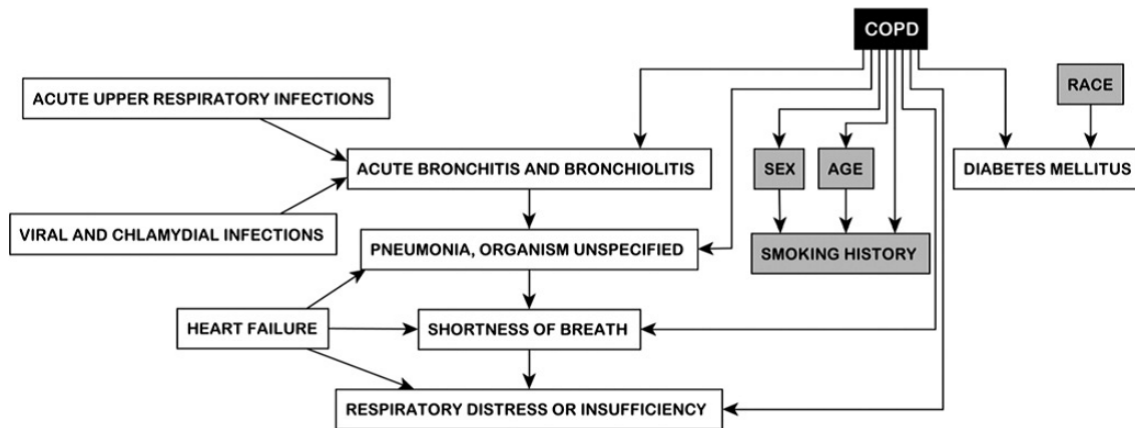 COPD
RACE
ACUTE UPPER RESPIRATORY INFECTIONS
ACUTE BRONCHITIS AND BRONCHIOLITIS
SEX
AGE
DIABETES MELLITUS
VIRAL AND CHLAMYDIAL INFECTIONS
PNEUMONIA, ORGANISM UNSPECIFIED
SMOKING HISTORY
HEART FAILURE
SHORTNESS OF BREATH
RESPIRATORY DISTRESS OR INSUFFICIENCY